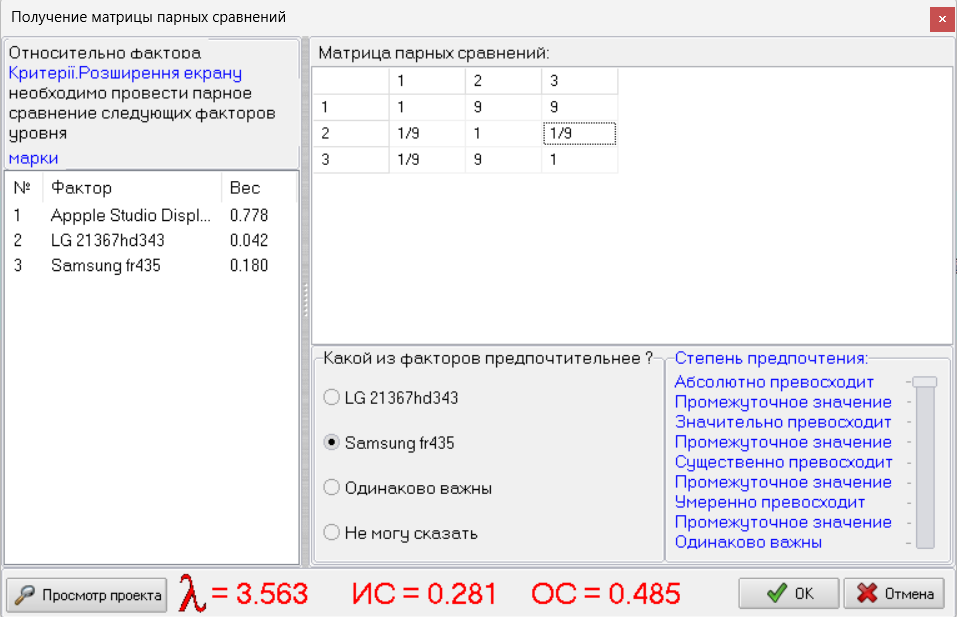 Получение матрицы парных сравнений
Относительно фактора
Критерії.Розширення екрану
необходимо провести парное
сравнение следующих факторов
уровня
марки
№ Фактор Вес
1 Appple Studio Displ... 0.778
2 LG 21367hd343 0.042
3 Samsung fr435 0.180
Матрица парных сравнений:
1 2 3
1 1 9 9
2 1/9 1 1/9
3 1/9 9 1
Какой из факторов предпочтительнее ?
LG 21367hd343
Samsung fr435
Одинаково важны
Не могу сказать
Степень предпочтения:
Абсолютно превосходит
Промежуточное значение
Значительно превосходит
Промежуточное значение
Существенно превосходит
Промежуточное значение
Умеренно превосходит
Промежуточное значение
Одинаково важны
Просмотр проекта
λ = 3.563 ИС = 0.281 ОС = 0.485
OK
Отмена